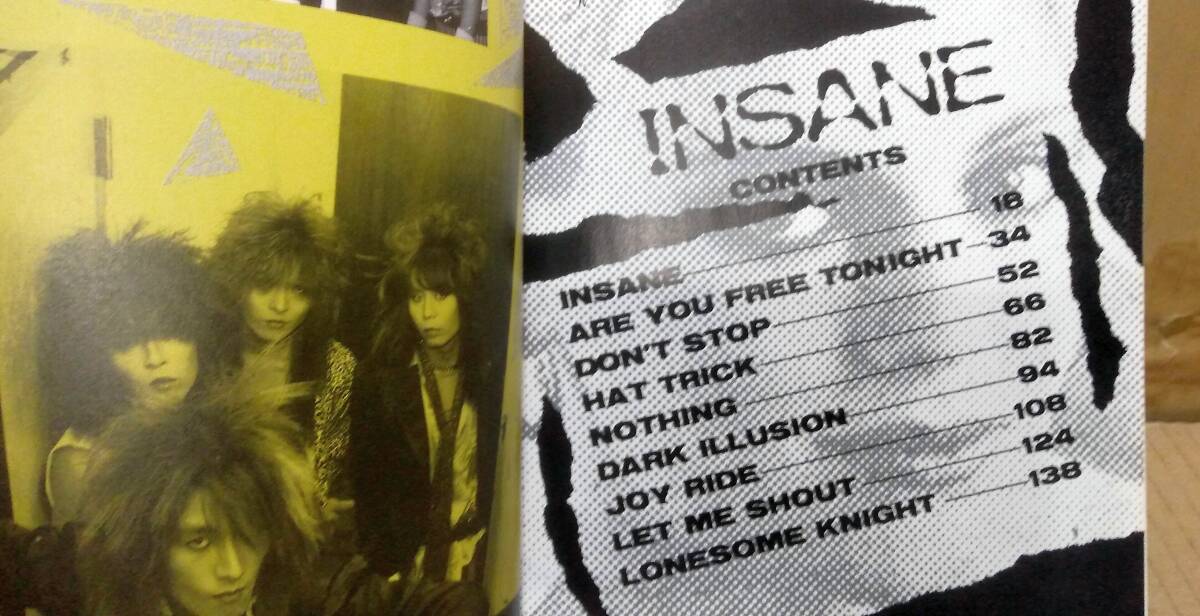 INSANE
CONTENTS
INSANE 18
ARE YOU FREE TONIGHT 34
DON'T STOP 52
HAT TRICK 66
NOTHING 82
DARK ILLUSION 94
JOY RIDE 108
LET ME SHOUT 124
LONESOME KNIGHT 138